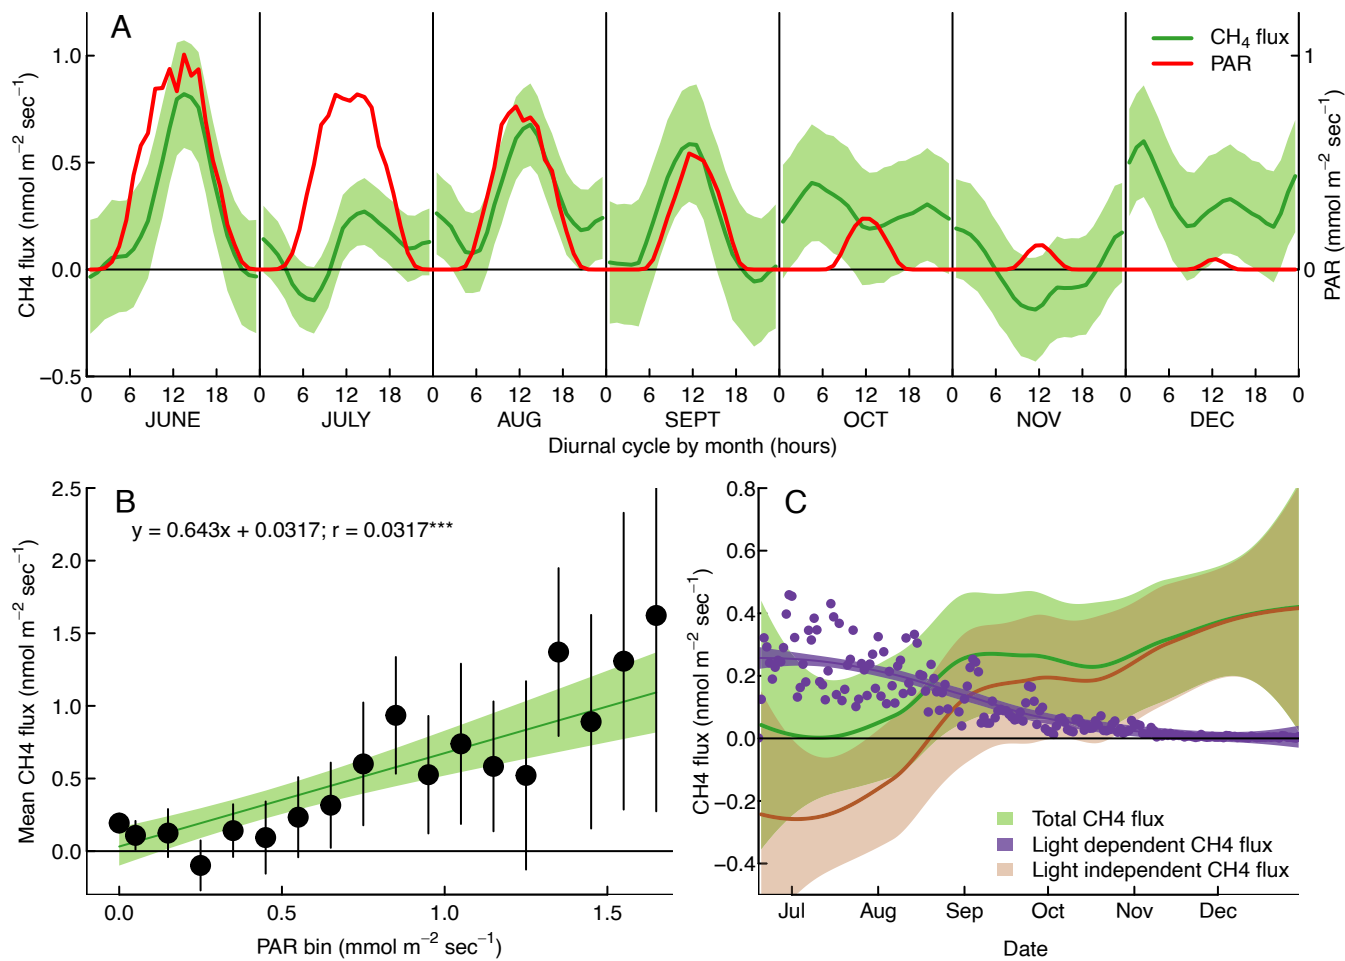 A
CH₄ flux
PAR
CH4 flux (nmol m⁻² sec⁻¹)
1.0
0.5
0.0
−0.5
1
0
PAR (mmol m⁻² sec⁻¹)
0 6 12 18 0 6 12 18 0 6 12 18 0 6 12 18 0 6 12 18 0 6 12 18 0 6 12 18 0
JUNE JULY AUG SEPT OCT NOV DEC
Diurnal cycle by month (hours)
B
y = 0.643x + 0.0317; r = 0.0317***
Mean CH4 flux (nmol m⁻² sec⁻¹)
2.5
2.0
1.5
1.0
0.5
0.0
0.0 0.5 1.0 1.5
PAR bin (mmol m⁻² sec⁻¹)
C
CH4 flux (nmol m⁻² sec⁻¹)
0.8
0.6
0.4
0.2
0.0
−0.2
−0.4
Total CH4 flux
Light dependent CH4 flux
Light independent CH4 flux
Jul Aug Sep Oct Nov Dec
Date